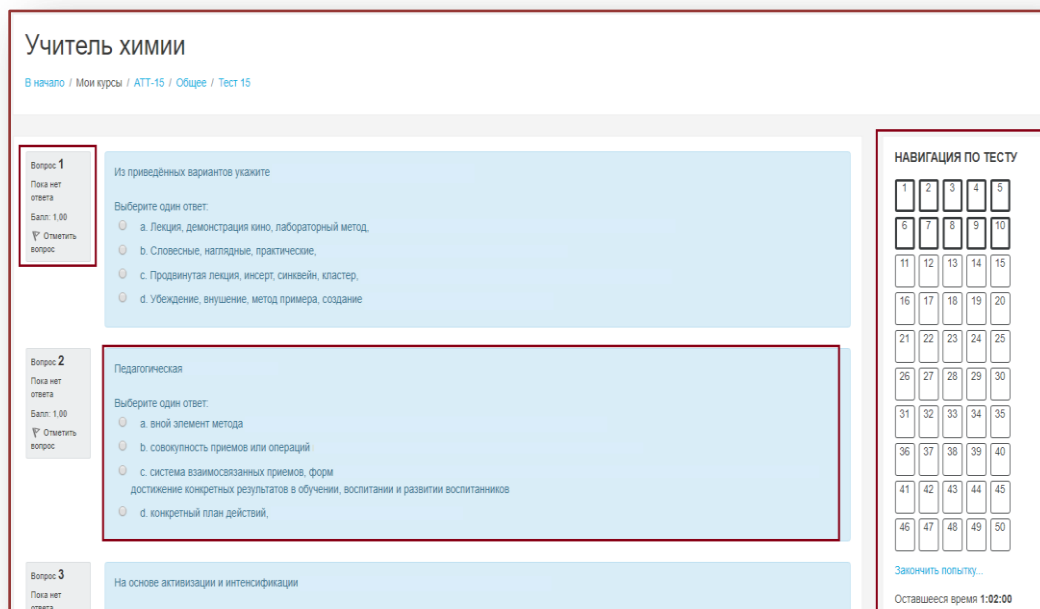 Учитель химии
В начало / Мои курсы / АТТ-15 / Общее / Тест 15
Вопрос 1
Пока нет
ответа
Балл: 1,00
Отметить
вопрос
Из приведённых вариантов укажите
Выберите один ответ:
a. Лекция, демонстрация кино, лабораторный метод,
b. Словесные, наглядные, практические,
c. Продвинутая лекция, инсерт, синквейн, кластер,
d. Убеждение, внушение, метод примера, создание
Вопрос 2
Пока нет
ответа
Балл: 1,00
Отметить
вопрос
Педагогическая
Выберите один ответ:
a. вной элемент метода
b. совокупность приемов или операций
c. система взаимосвязанных приемов, форм
достижение конкретных результатов в обучении, воспитании и развитии воспитанников
d. конкретный план действий,
Вопрос 3
Пока нет
ответа
На основе активизации и интенсификации
НАВИГАЦИЯ ПО ТЕСТУ
1 2 3 4 5
6 7 8 9 10
11 12 13 14 15
16 17 18 19 20
21 22 23 24 25
26 27 28 29 30
31 32 33 34 35
36 37 38 39 40
41 42 43 44 45
46 47 48 49 50
Закончить попытку...
Оставшееся время 1:02:00